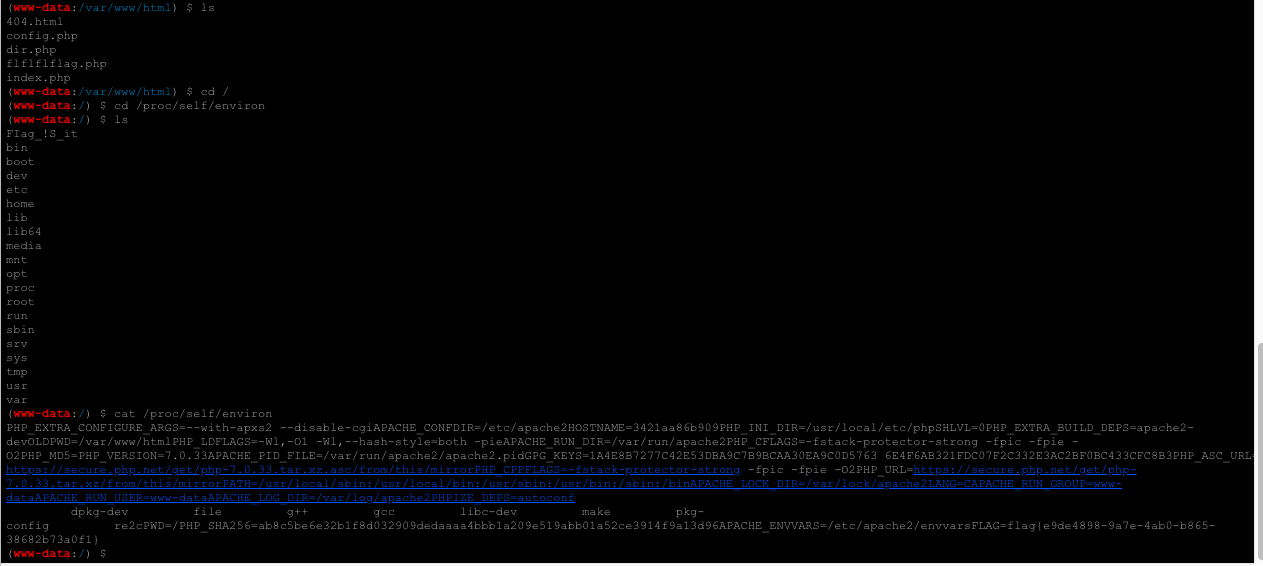 (www-data:/var/www/html) $ ls
404.html
config.php
dir.php
flflflflag.php
index.php
(www-data:/var/www/html) $ cd /
(www-data:/) $ cd /proc/self/environ
(www-data:/) $ ls
FIag_!S_it
bin
boot
dev
etc
home
lib
lib64
media
mnt
opt
proc
root
run
sbin
srv
sys
tmp
usr
var
(www-data:/) $ cat /proc/self/environ
PHP_EXTRA_CONFIGURE_ARGS=--with-apxs2 --disable-cgiAPACHE_CONFDIR=/etc/apache2HOSTNAME=3421aa86b909PHP_INI_DIR=/usr/local/etc/phpSHLVL=0PHP_EXTRA_BUILD_DEPS=apache2-
devOLDPWD=/var/www/htmlPHP_LDFLAGS=-Wl,-O1 -Wl,--hash-style=both -pieAPACHE_RUN_DIR=/var/run/apache2PHP_CFLAGS=-fstack-protector-strong -fpic -fpie -
O2PHP_MD5=PHP_VERSION=7.0.33APACHE_PID_FILE=/var/run/apache2/apache2.pidGPG_KEYS=1A4E8B7277C42E53DBA9C7B9BCAA30EA9C0D5763 6E4F6AB321FDC07F2C332E3AC2BF0BC433CFC8B3PHP_ASC_URL=
https://secure.php.net/get/php-7.0.33.tar.xz.asc/from/this/mirrorPHP_CPPFLAGS=-fstack-protector-strong -fpic -fpie -O2PHP_URL=https://secure.php.net/get/php-
7.0.33.tar.xz/from/this/mirrorPATH=/usr/local/sbin:/usr/local/bin:/usr/sbin:/usr/bin:/sbin:/binAPACHE_LOCK_DIR=/var/lock/apache2LANG=CAPACHE_RUN_GROUP=www-
dataAPACHE_RUN_USER=www-dataAPACHE_LOG_DIR=/var/log/apache2PHPIZE_DEPS=autoconf
dpkg-dev file g++ gcc libc-dev make pkg-
config re2cPWD=/PHP_SHA256=ab8c5be6e32b1f8d032909dedaaaa4bbb1a209e519abb01a52ce3914f9a13d96APACHE_ENVVARS=/etc/apache2/envvarsFLAG=flag{e9de4898-9a7e-4ab0-b865-
38682b73a0f1}
(www-data:/) $